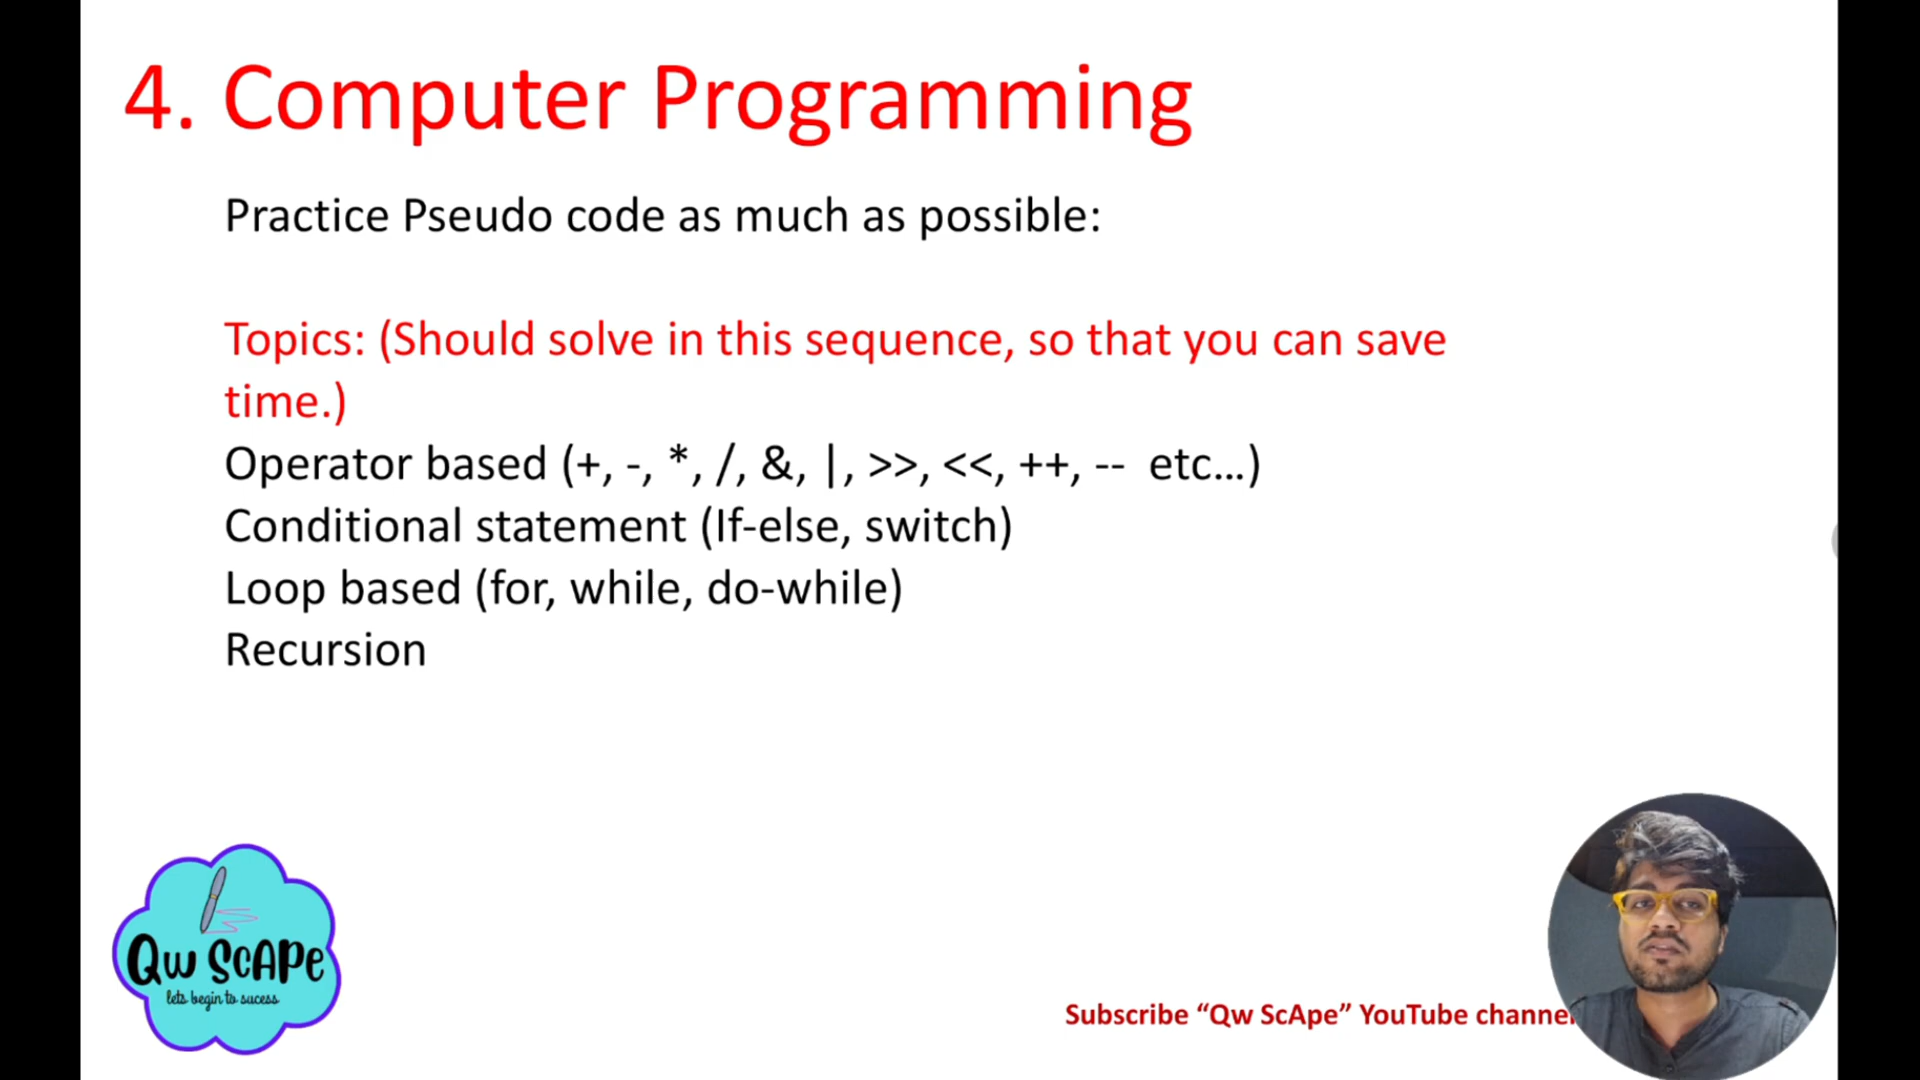 4. Computer Programming
Practice Pseudo code as much as possible:
Topics: (Should solve in this sequence, so that you can save
time.)
Operator based (+, -, *, /, &, |, >>, <<, ++, -- etc...)
Conditional statement (If-else, switch)
Loop based (for, while, do-while)
Recursion
Qw ScAPe
lets begin to sucess
Subscribe “Qw ScApe” YouTube channel